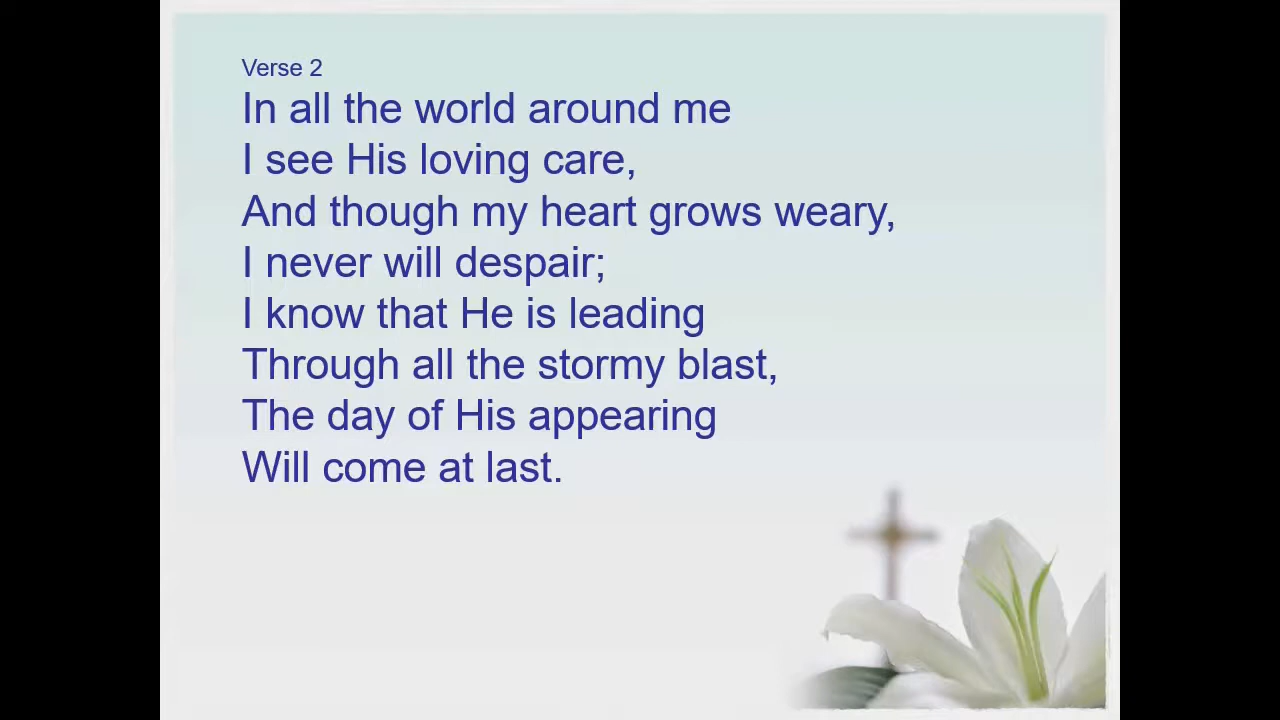 Verse 2
In all the world around me
I see His loving care,
And though my heart grows weary,
I never will despair;
I know that He is leading
Through all the stormy blast,
The day of His appearing
Will come at last.